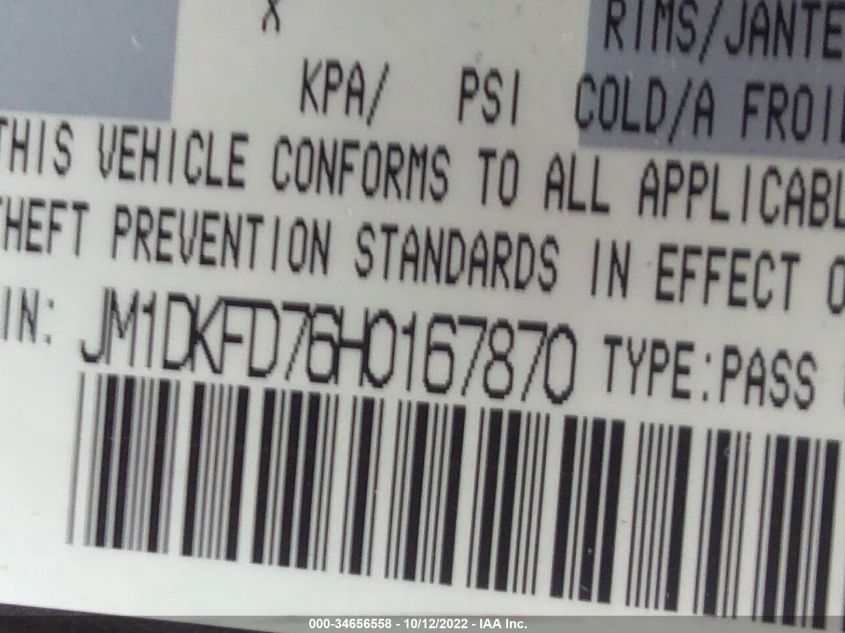 X RIMS/JANTE
KPA/ PSI COLD/A FROI
THIS VEHICLE CONFORMS TO ALL APPLICABL
THEFT PREVENTION STANDARDS IN EFFECT O
IN: JM1DKFD76H0167870 TYPE:PASS
000-34656558 - 10/12/2022 - IAA Inc.